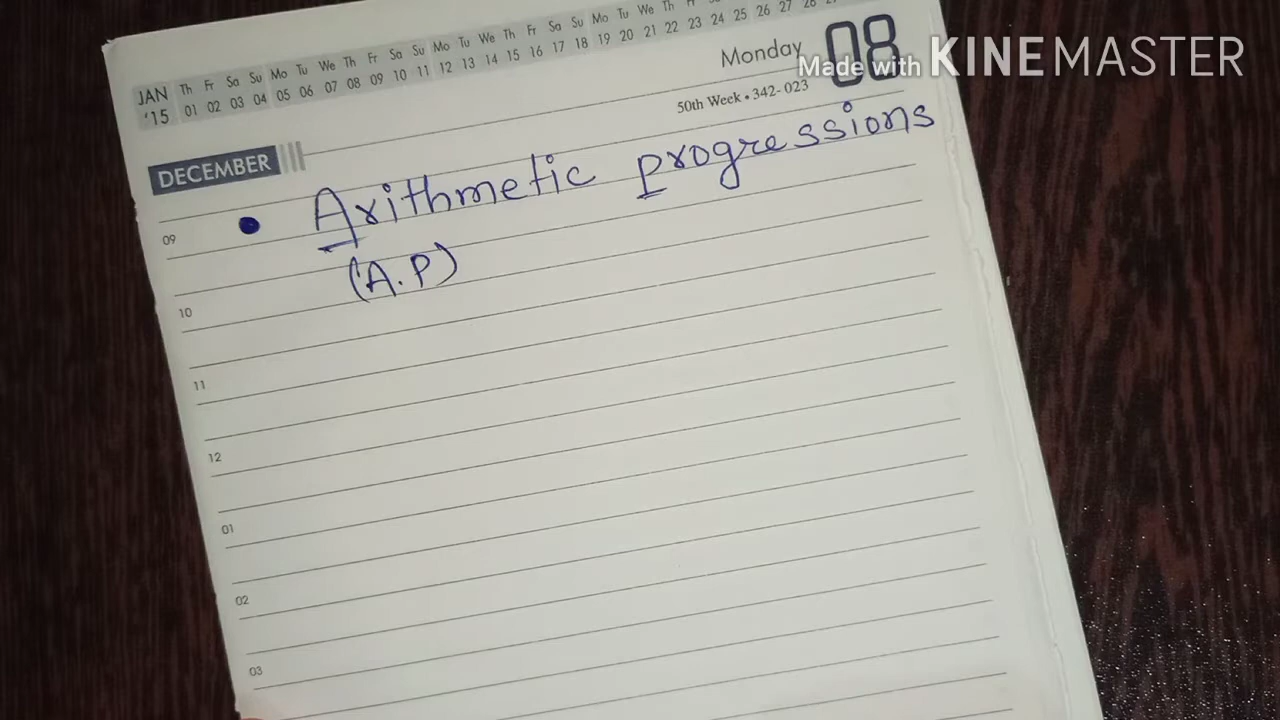 Th Fr Sa Su Mo Tu We Th Fr Sa Su Mo Tu We Th Fr Sa Su Mo Tu We Th
JAN '15 01 02 03 04 05 06 07 08 09 10 11 12 13 14 15 16 17 18 19 20 21 22 23 24 25 26 27 28
Monday 08
Made with KINEMASTER
50th Week • 342-023
DECEMBER
• Arithmetic progressions
09
(A.P)
10
11
12
01
02
03